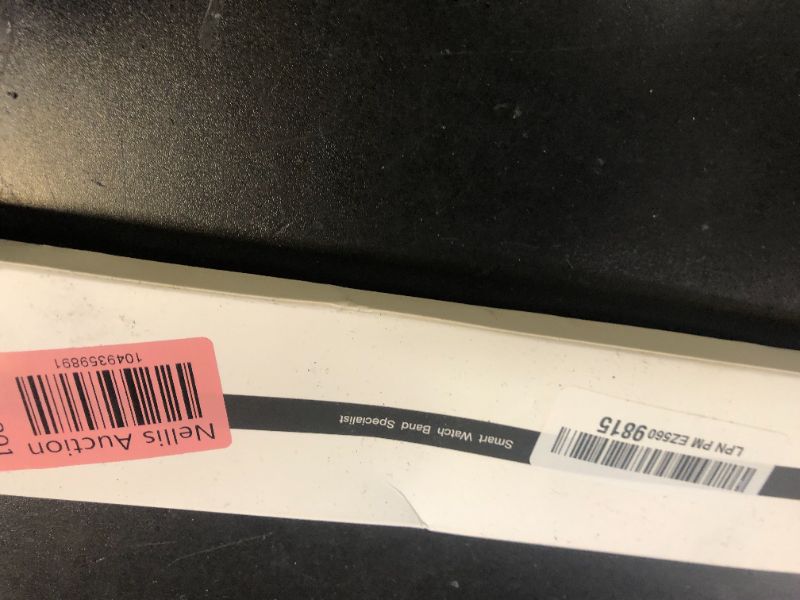 LPN PM EZ560 9815
Smart Watch Band Specialist
Nellis Auction
1049359891